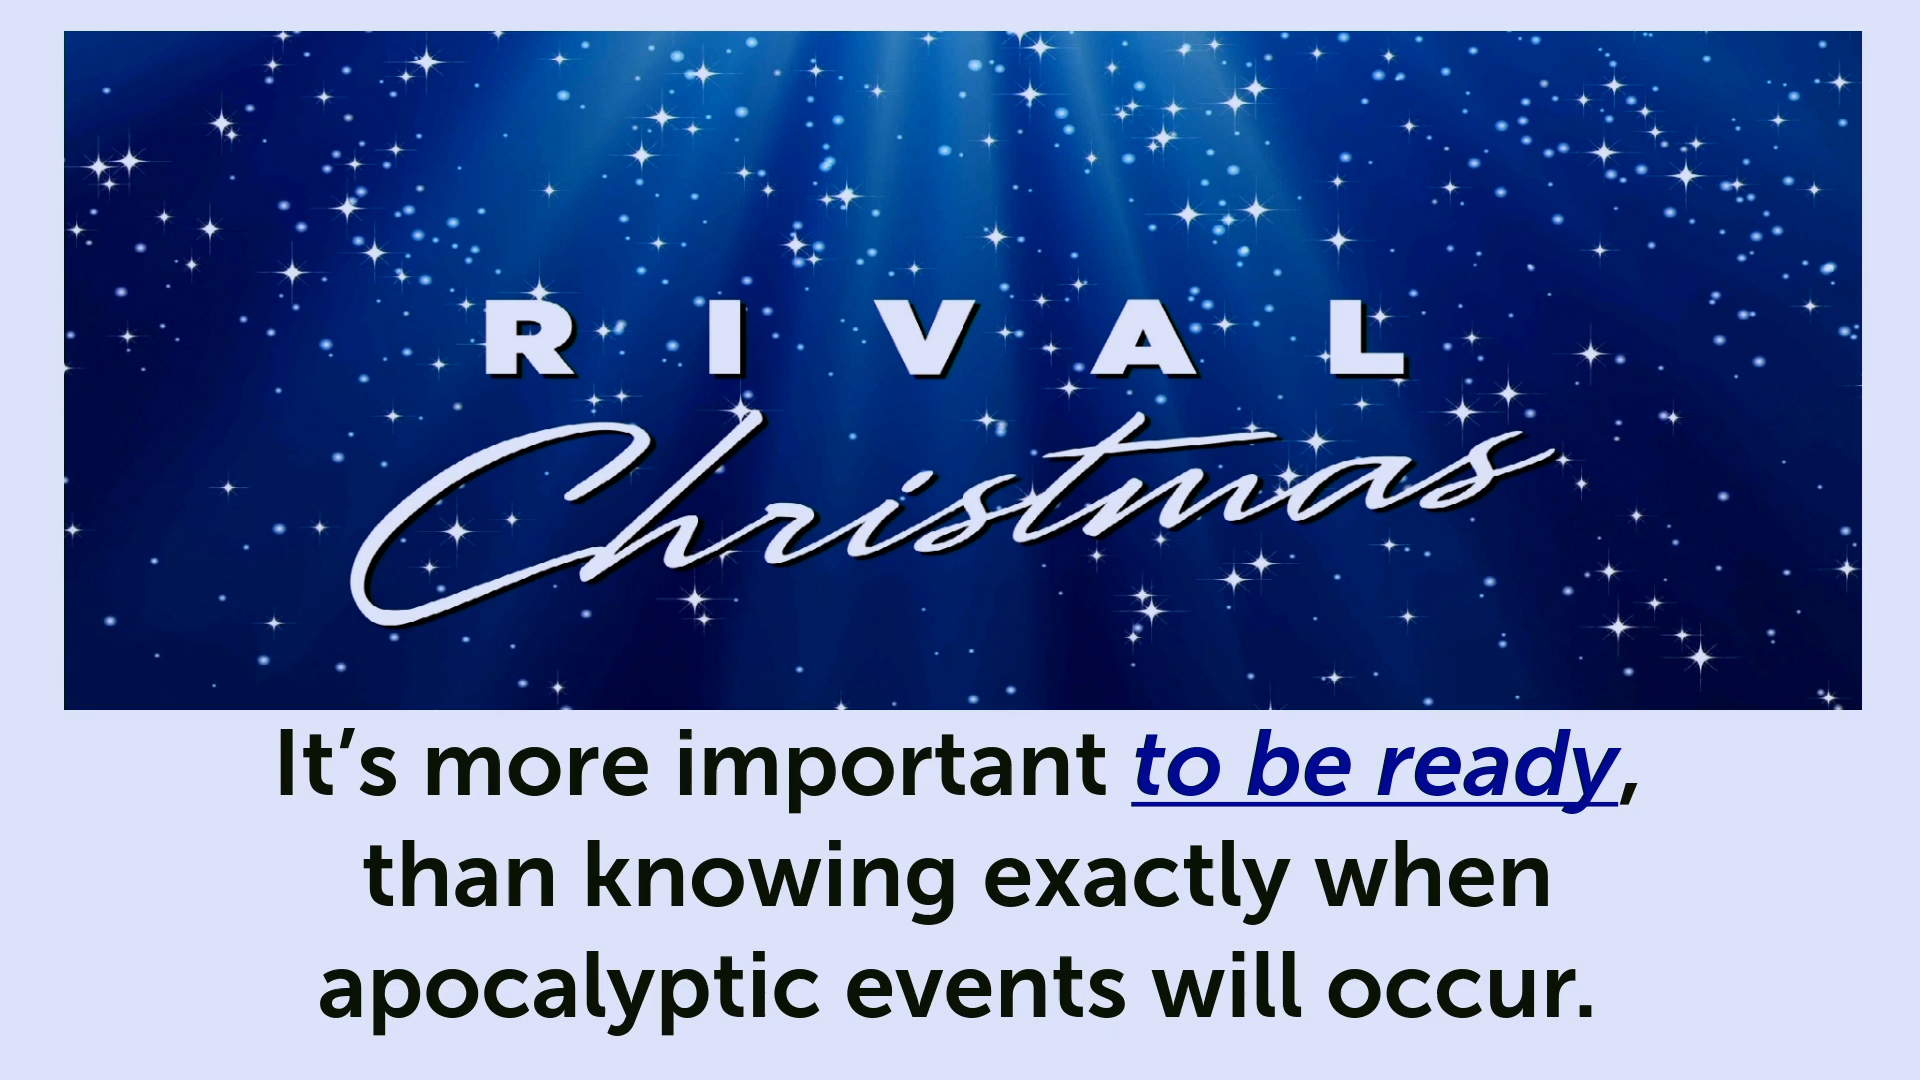 RIVAL
Christmas
It’s more important to be ready,
than knowing exactly when
apocalyptic events will occur.